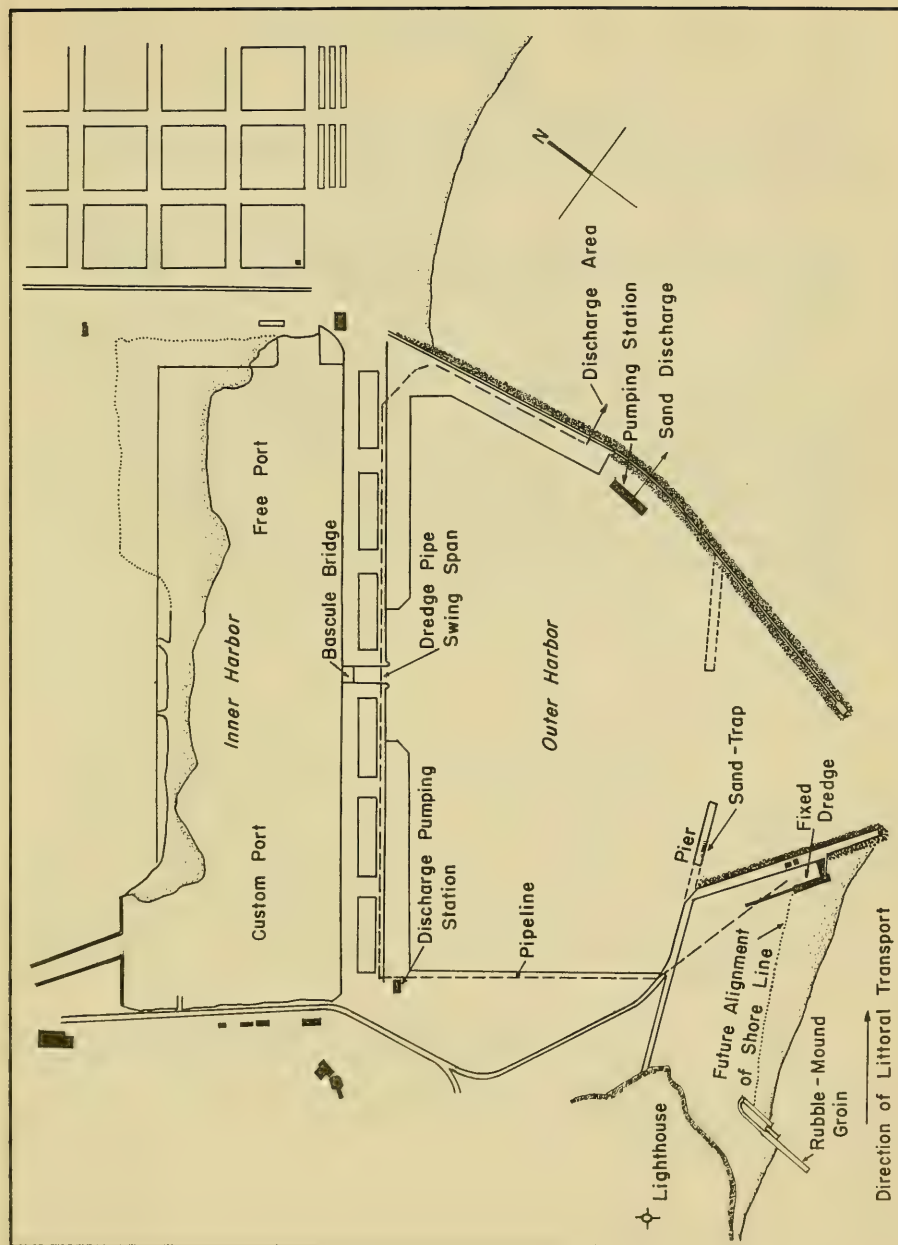 N
Inner Harbor
Free Port
Custom Port
Bascule Bridge
Dredge Pipe
Swing Span
Discharge Area
Pumping Station
Sand Discharge
Outer Harbor
Discharge Pumping
Station
Pipeline
Pier
Sand-Trap
Fixed
Dredge
Future Alignment
of Shore Line
Lighthouse
Rubble-Mound
Groin
Direction of Littoral Transport